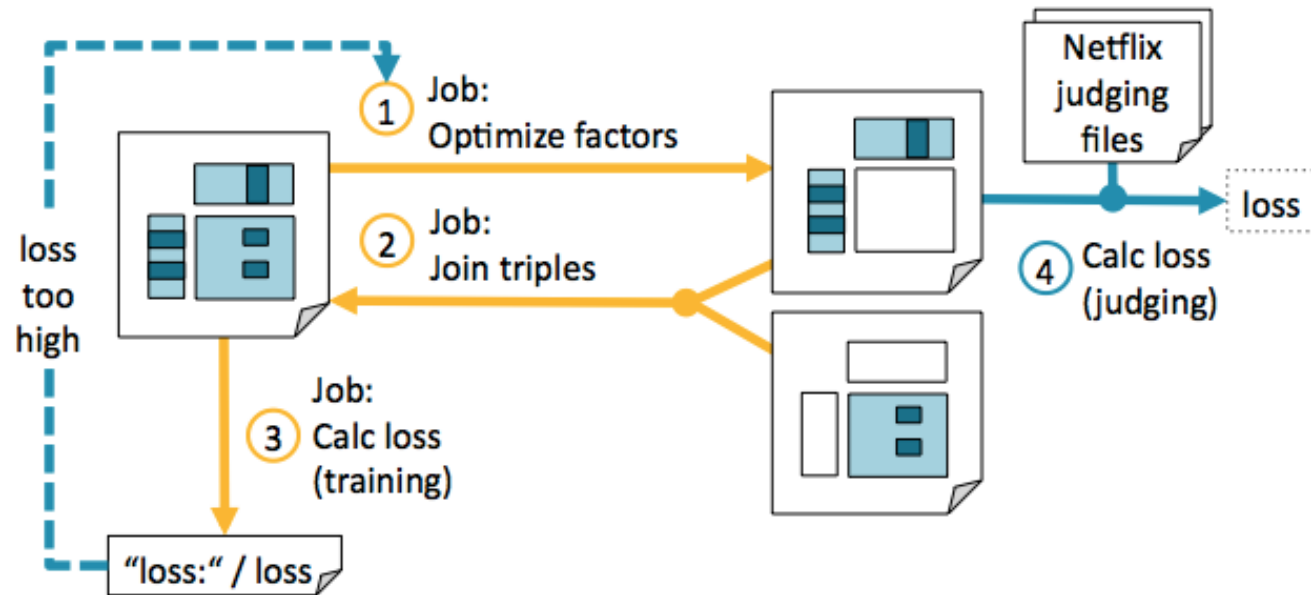 1
Job:
Optimize factors
Netflix
judging
files
2
Job:
Join triples
loss
4
Calc loss
(judging)
loss
too
high
3
Job:
Calc loss
(training)
“loss:“ / loss